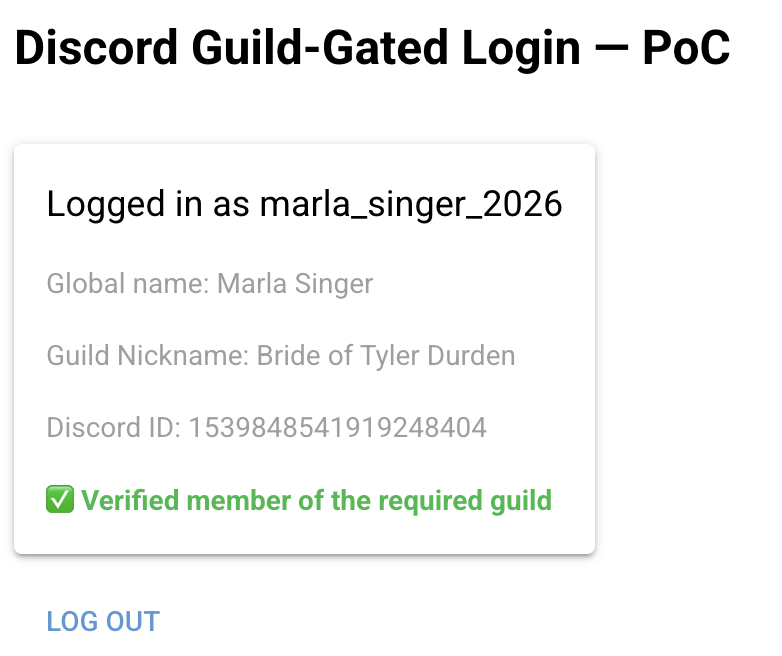 Discord Guild-Gated Login — PoC
Logged in as marla_singer_2026
Global name: Marla Singer
Guild Nickname: Bride of Tyler Durden
Discord ID: 1539848541919248404
✅ Verified member of the required guild
LOG OUT